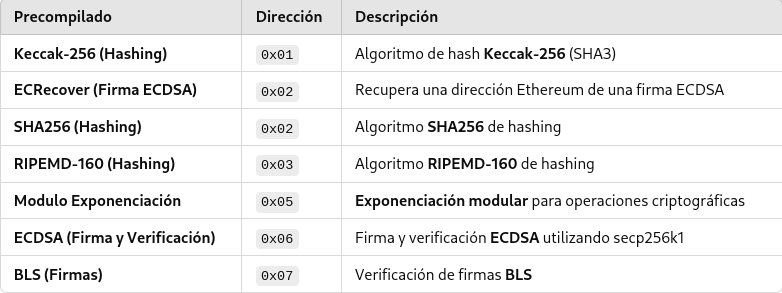 Precompilado Dirección Descripción
Keccak-256 (Hashing) 0x01 Algoritmo de hash Keccak-256 (SHA3)
ECRecover (Firma ECDSA) 0x02 Recupera una dirección Ethereum de una firma ECDSA
SHA256 (Hashing) 0x02 Algoritmo SHA256 de hashing
RIPEMD-160 (Hashing) 0x03 Algoritmo RIPEMD-160 de hashing
Modulo Exponenciación 0x05 Exponenciación modular para operaciones criptográficas
ECDSA (Firma y Verificación) 0x06 Firma y verificación ECDSA utilizando secp256k1
BLS (Firmas) 0x07 Verificación de firmas BLS